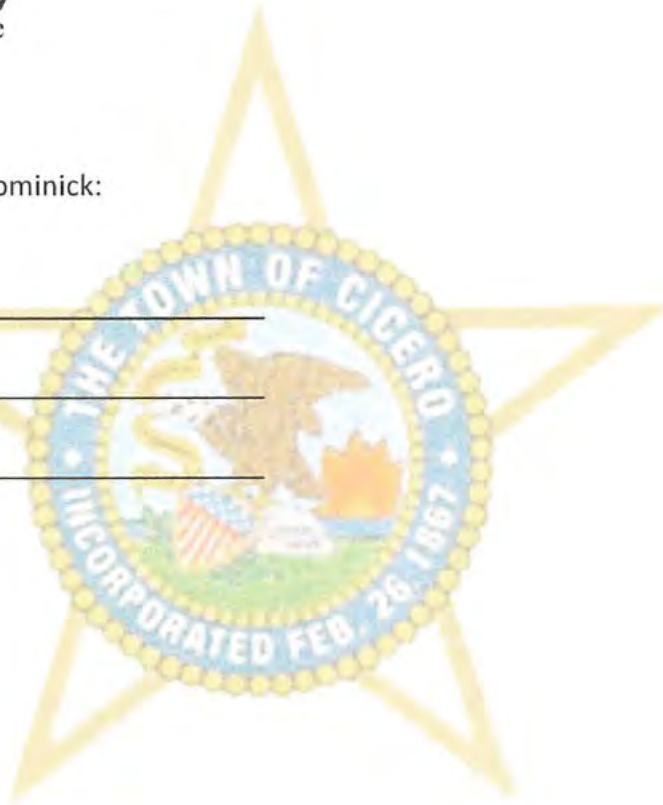 ominick:
THE TOWN OF CICERO
INCORPORATED FEB. 26, 1867